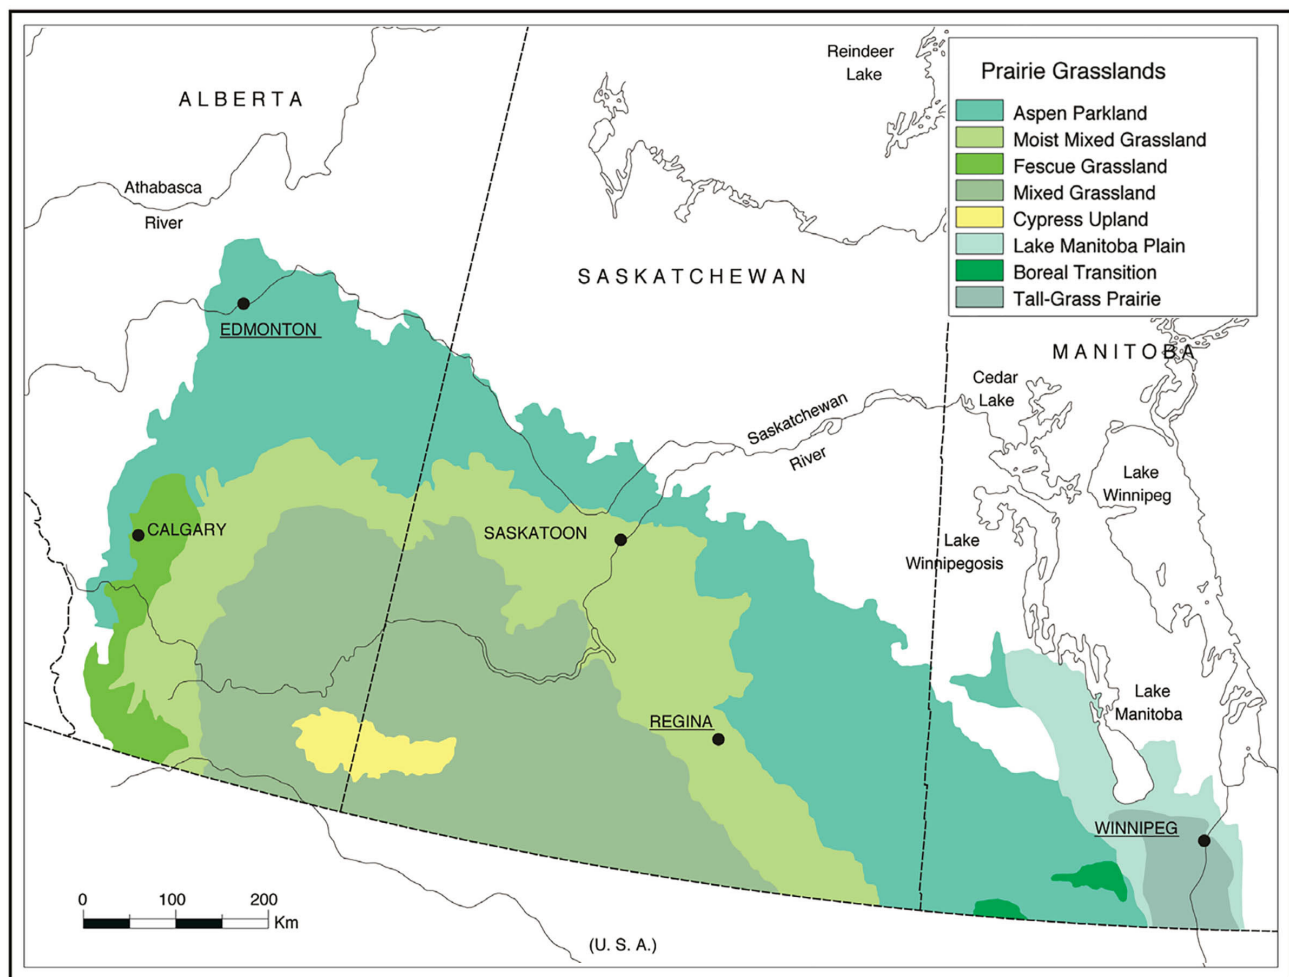 ALBERTA
Reindeer
Lake
Prairie Grasslands
Aspen Parkland
Moist Mixed Grassland
Fescue Grassland
Mixed Grassland
Cypress Upland
Lake Manitoba Plain
Boreal Transition
Tall-Grass Prairie
Athabasca
River
SASKATCHEWAN
EDMONTON
MANITOBA
Cedar
Lake
Saskatchewan
River
Lake
Winnipeg
CALGARY
SASKATOON
Lake
Winnipegosis
REGINA
Lake
Manitoba
WINNIPEG
0 100 200
Km
(U. S. A.)